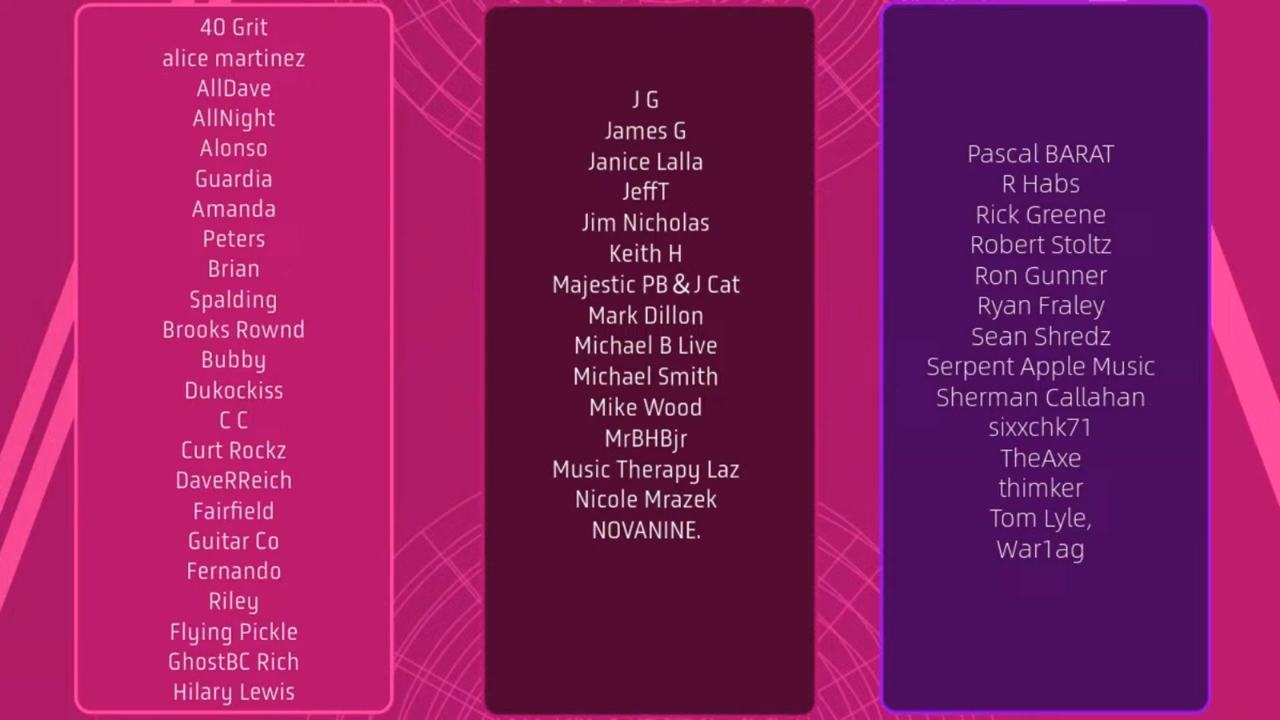 40 Grit
alice martinez
AllDave
AllNight
Alonso
Guardia
Amanda
Peters
Brian
Spalding
Brooks Rownd
Bubby
Dukockiss
C C
Curt Rockz
DaveRReich
Fairfield
Guitar Co
Fernando
Riley
Flying Pickle
GhostBC Rich
Hilary Lewis
J G
James G
Janice Lalla
JeffT
Jim Nicholas
Keith H
Majestic PB & J Cat
Mark Dillon
Michael B Live
Michael Smith
Mike Wood
MrBHBjr
Music Therapy Laz
Nicole Mrazek
NOVANINE.
Pascal BARAT
R Habs
Rick Greene
Robert Stoltz
Ron Gunner
Ryan Fraley
Sean Shredz
Serpent Apple Music
Sherman Callahan
sixxchk71
TheAxe
thimker
Tom Lyle,
War1ag